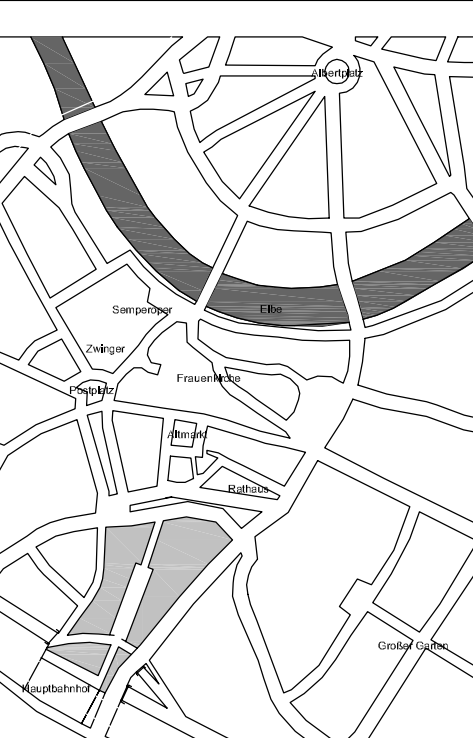 Albertplatz
Semperoper
Elbe
Zwinger
Frauenkirche
Postplatz
Altmarkt
Rathaus
Großer Garten
Hauptbahnhof